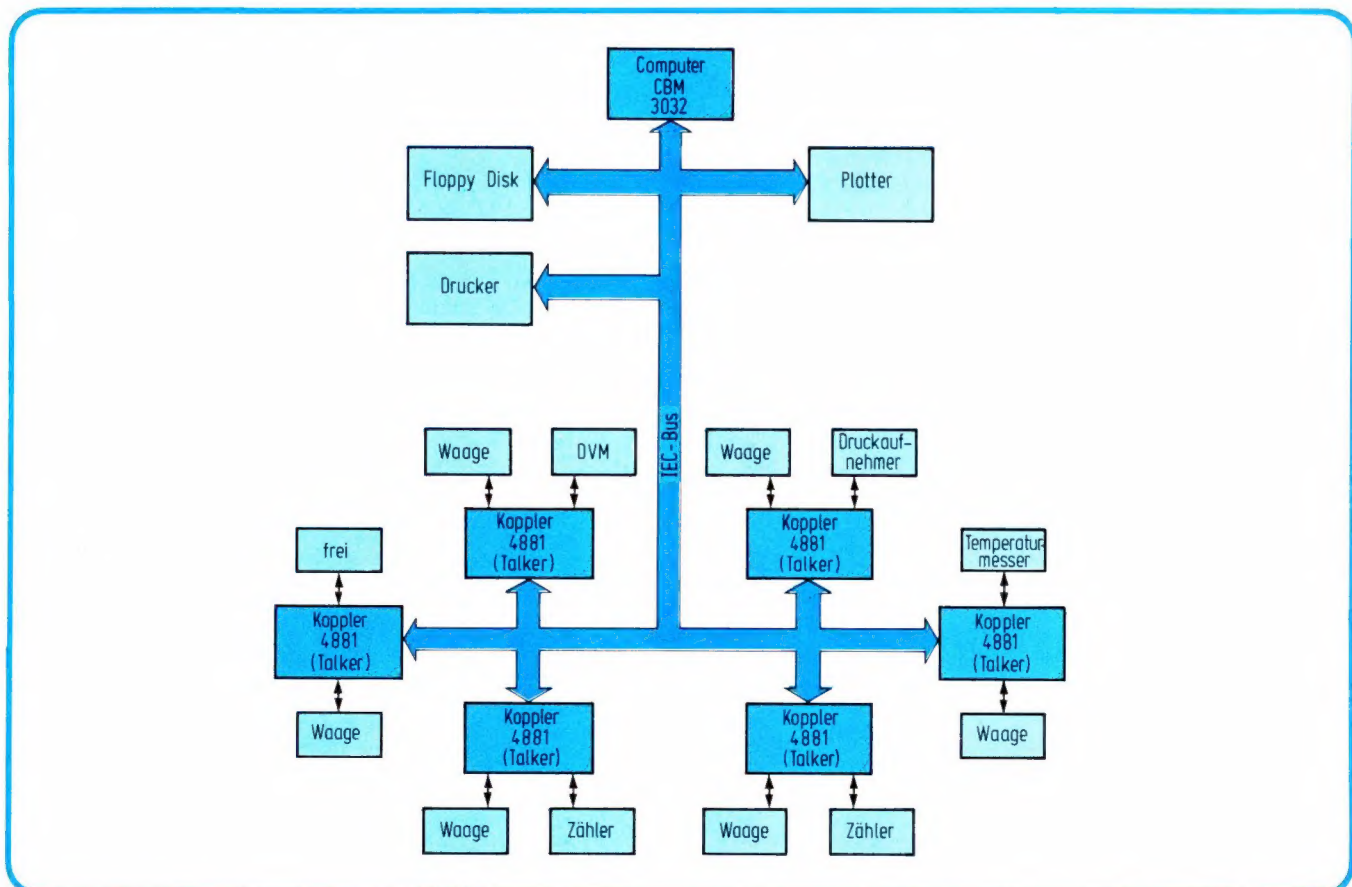 Computer
CBM
3032
Floppy Disk
Plotter
Drucker
IEC-Bus
Waage
DVM
Waage
Druckauf-
nehmer
Koppler
4881
(Talker)
Koppler
4881
(Talker)
frei
Temperatur-
messer
Koppler
4881
(Talker)
Koppler
4881
(Talker)
Waage
Koppler
4881
(Talker)
Koppler
4881
(Talker)
Waage
Waage
Zähler
Waage
Zähler